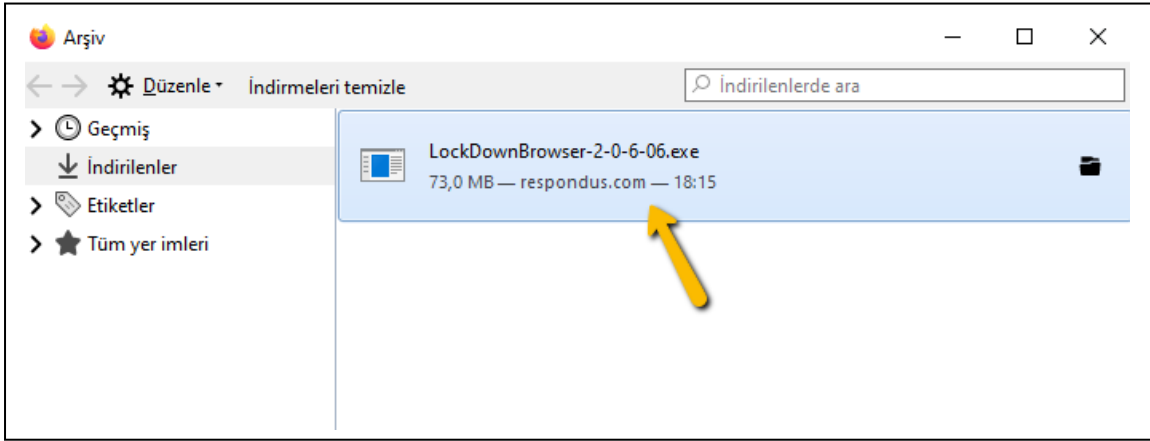 Arşiv
Düzenle
İndirmeleri temizle
İndirilenlerde ara
Geçmiş
İndirilenler
Etiketler
Tüm yer imleri
LockDownBrowser-2-0-6-06.exe
73,0 MB — respondus.com — 18:15